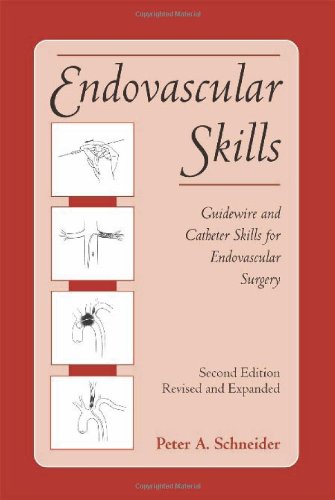 Endovascular
Skills
Guidewire and
Catheter Skills for
Endovascular
Surgery
Second Edition
Revised and Expanded
Peter A. Schneider